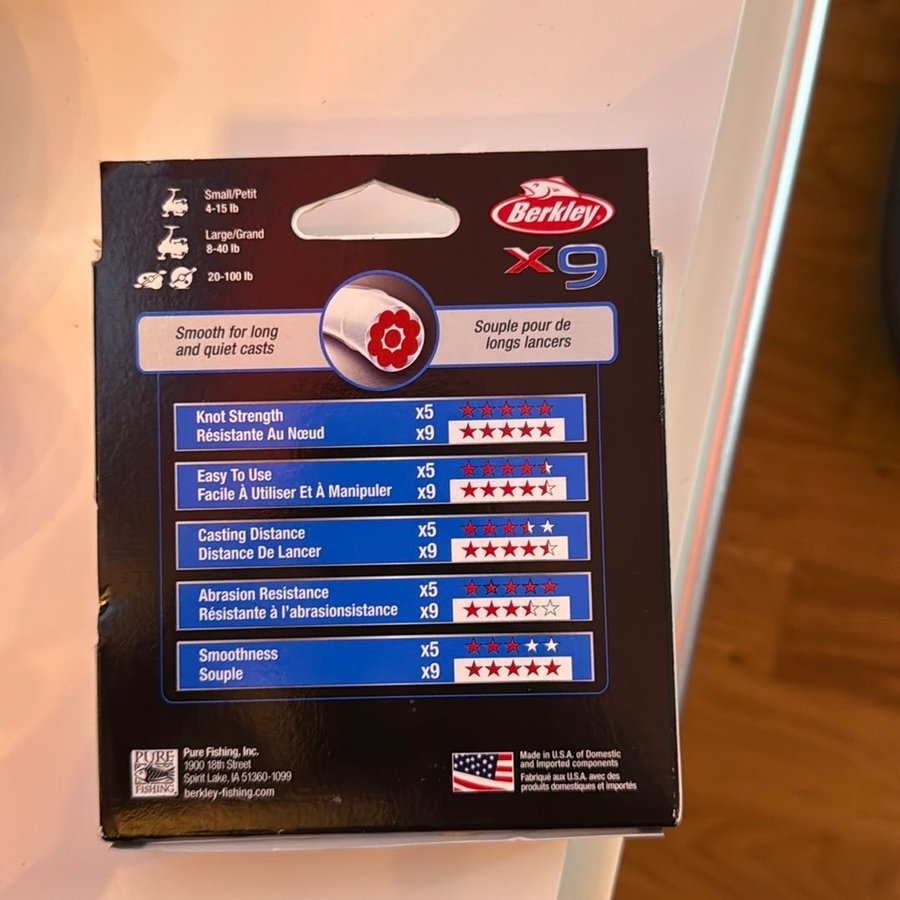 Small/Petit
4-15 lb
Large/Grand
8-40 lb
20-100 lb
Berkley
X9
Smooth for long
and quiet casts
Souple pour de
longs lancers
Knot Strength x5
Résistante Au Nœud x9
Easy To Use x5
Facile À Utiliser Et À Manipuler x9
Casting Distance x5
Distance De Lancer x9
Abrasion Resistance x5
Résistante à l'abrasionsistance x9
Smoothness x5
Souple x9
PURE
FISHING
Pure Fishing, Inc.
1900 18th Street
Spirit Lake, IA 51360-1099
berkley-fishing.com
Made in U.S.A. of Domestic
and Imported components
Fabriqué aux U.S.A. avec des
produits domestiques et importés